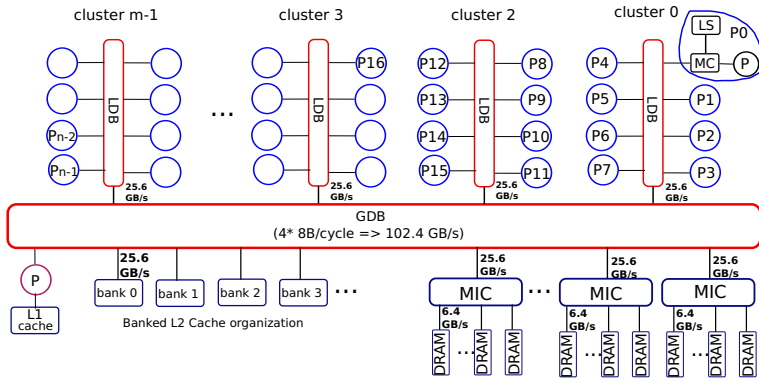 cluster m-1
cluster 3
cluster 2
cluster 0
LS
P0
MC
P
P16
P12
P8
P4
LDB
LDB
LDB
LDB
P13
P9
P5
P1
...
Pn-2
P14
P10
P6
P2
Pn-1
P15
P11
P7
P3
25.6
GB/s
25.6
GB/s
25.6
GB/s
25.6
GB/s
GDB
(4* 8B/cycle => 102.4 GB/s)
25.6
GB/s
25.6
GB/s
25.6
GB/s
25.6
GB/s
P
bank 0
bank 1
bank 2
bank 3
...
MIC
...
MIC
MIC
L1
cache
Banked L2 Cache organization
6.4
GB/s
6.4
GB/s
6.4
GB/s
DRAM
...
DRAM
DRAM
DRAM
...
DRAM
DRAM
DRAM
...
DRAM
DRAM